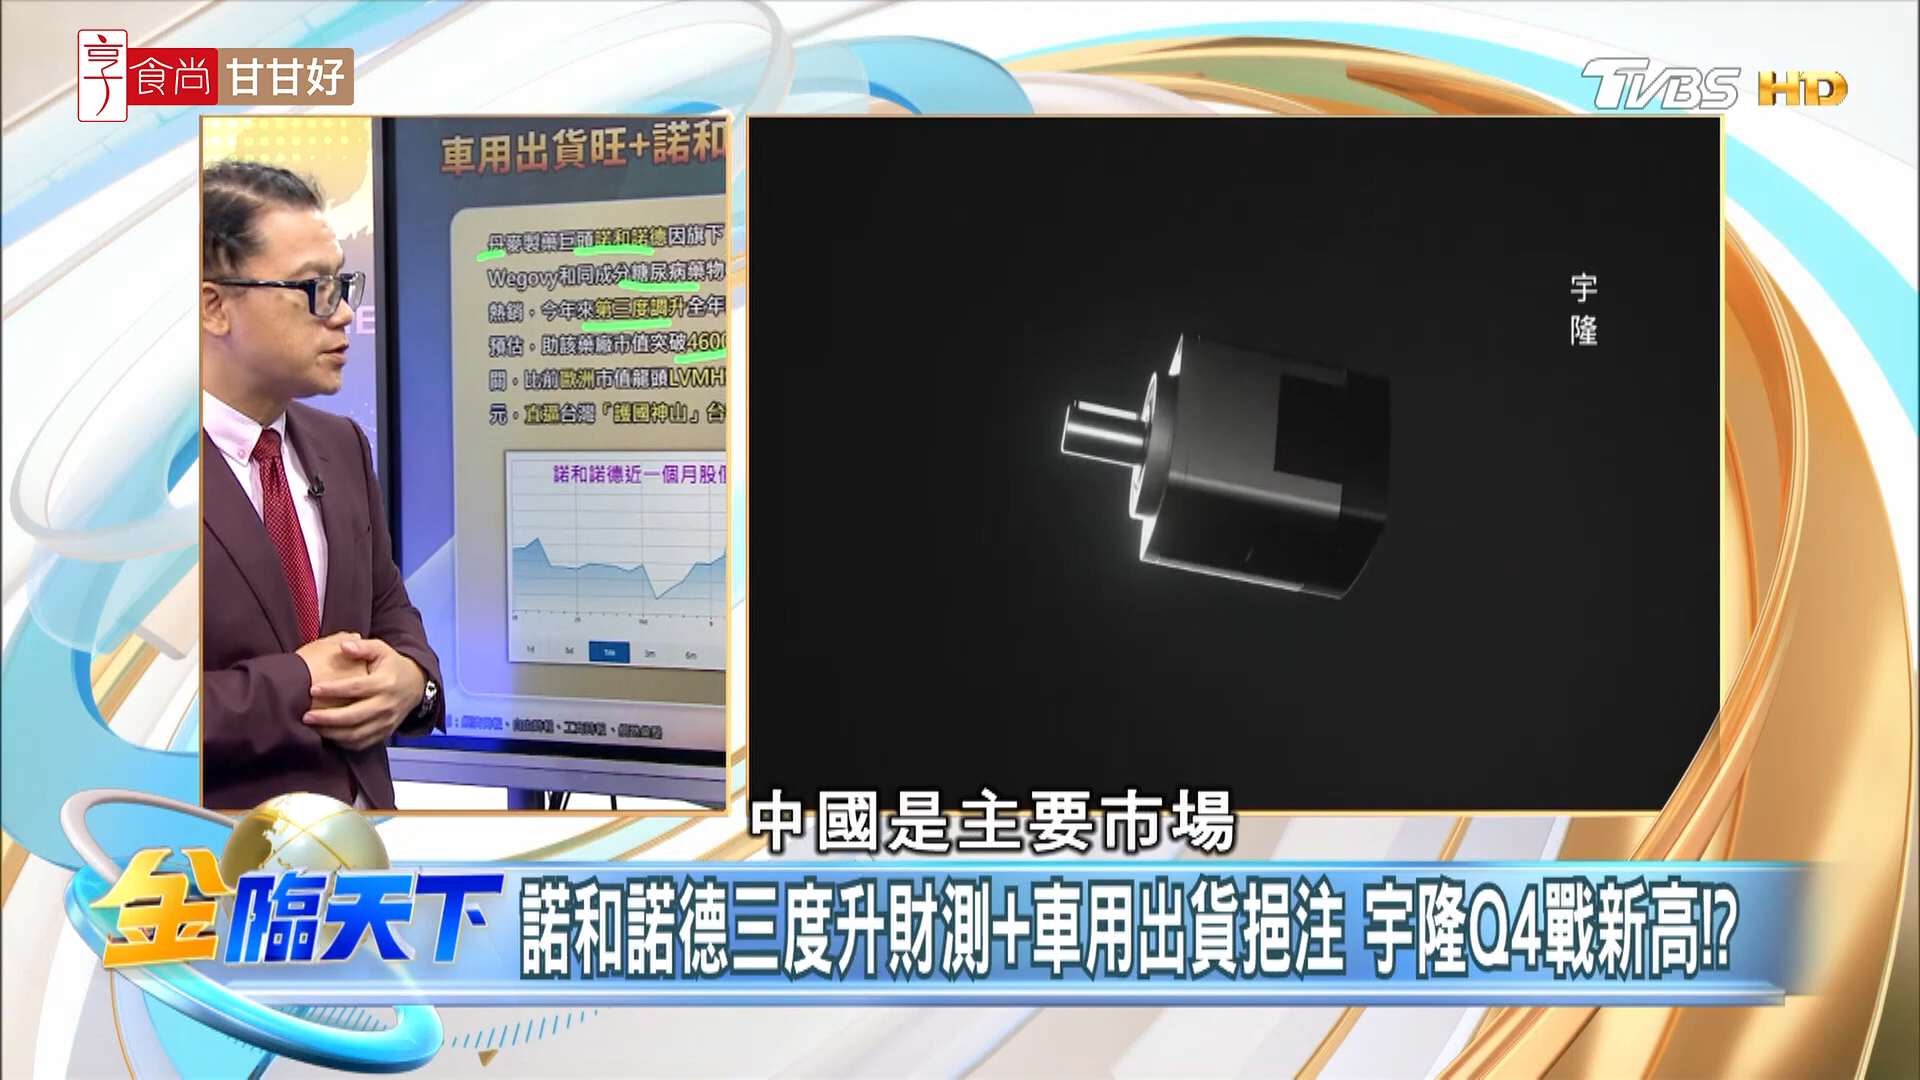 享
食尚 甘甘好
TVBS HD
車用出貨旺+諾和
丹麥製藥巨頭諾和諾德因旗下
Wegovy和同成分糖尿病藥物
熱銷，今年來第三度調升全年
預估，助該藥廠市值突破4600
關，比前歐洲市值龍頭LVMH
元，直逼台灣「護國神山」台
諾和諾德近一個月股價
1d 5d 1m 3m 6m
宇隆
中國是主要市場
金臨天下
諾和諾德三度升財測+車用出貨挹注 宇隆Q4戰新高!?